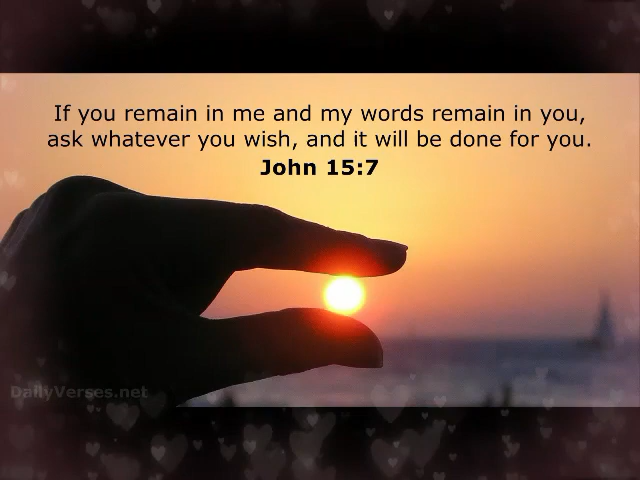 If you remain in me and my words remain in you,
ask whatever you wish, and it will be done for you.
John 15:7
DailyVerses.net